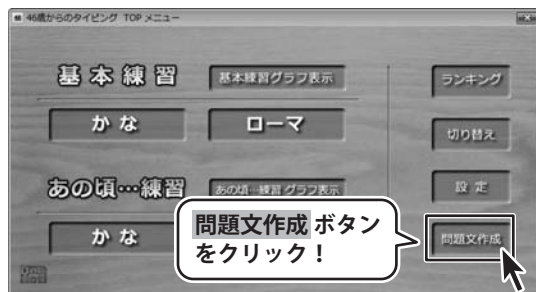 46歳からのタイピング TOP メニュー
基本練習
基本練習グラフ表示
ランキング
かな
ローマ
切り替え
あの頃…練習
あの頃…練習 グラフ表示
設定
かな
問題文作成 ボタン
をクリック！
問題文作成